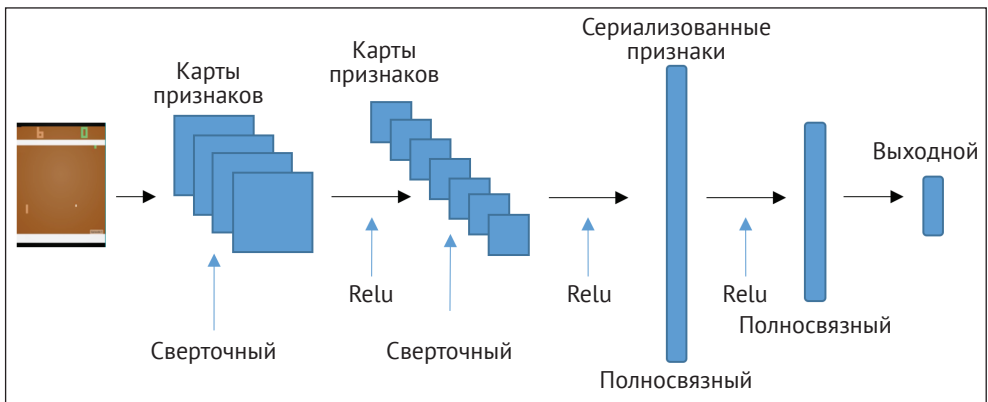 Сериализованные
признаки
Карты
признаков
Карты
признаков
Выходной
Relu
Relu
Relu
Полносвязный
Сверточный
Сверточный
Полносвязный